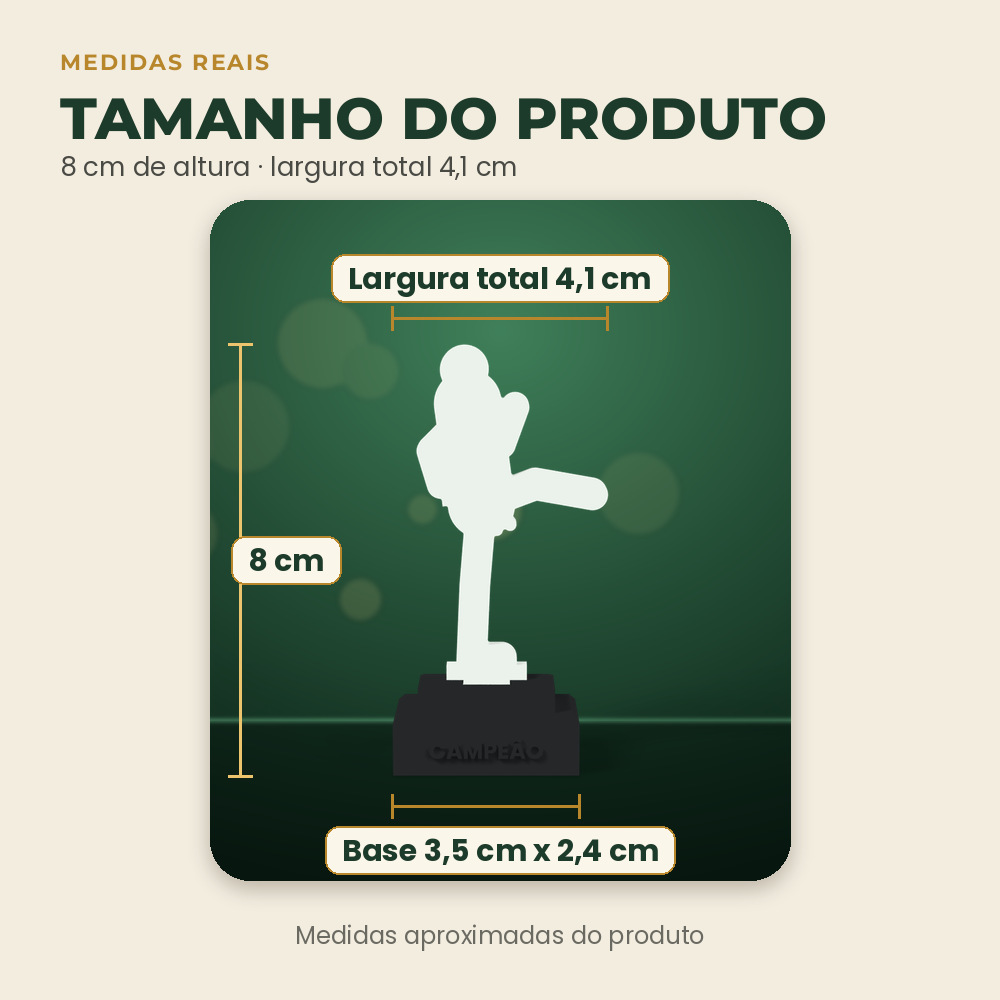 MEDIDAS REAIS
TAMANHO DO PRODUTO
8 cm de altura · largura total 4,1 cm
Largura total 4,1 cm
8 cm
CAMPEÃO
Base 3,5 cm x 2,4 cm
Medidas aproximadas do produto